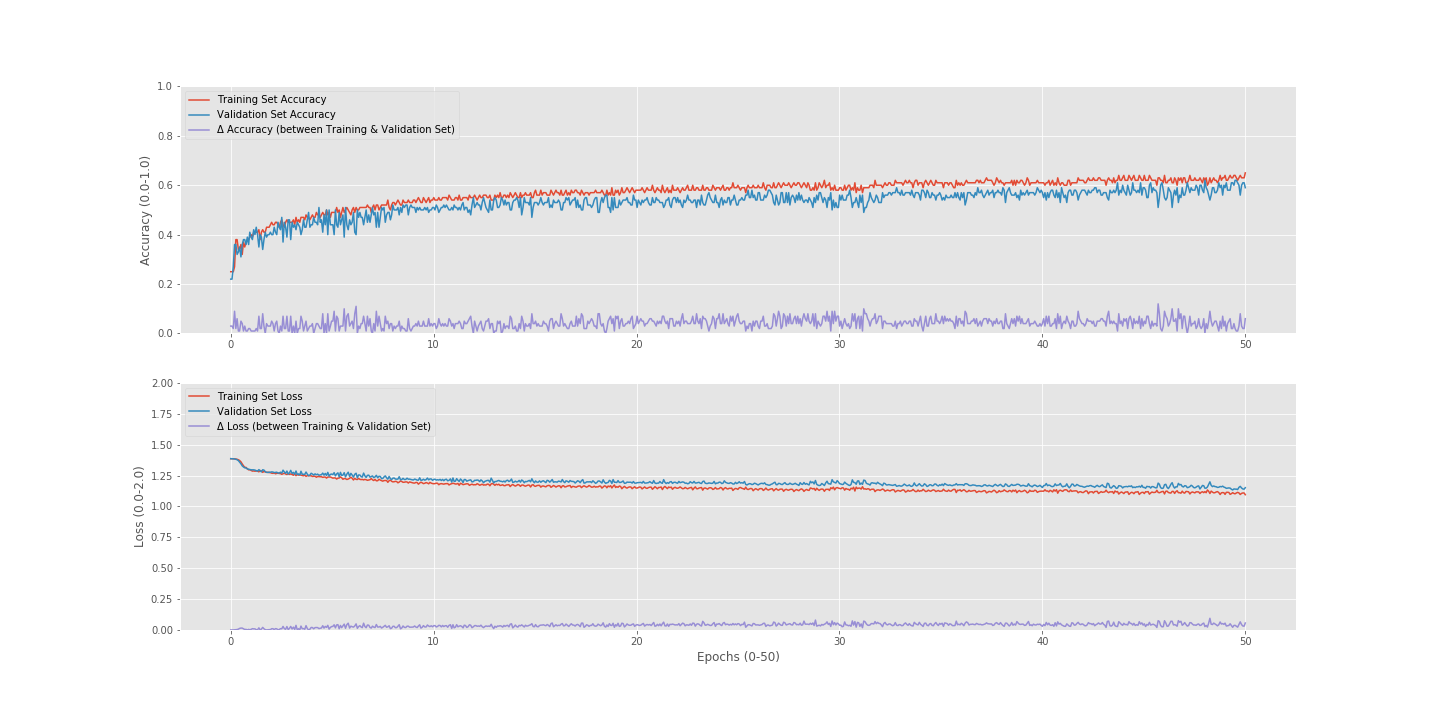 1.0
0.8
0.6
0.4
0.2
0.0
Accuracy (0.0-1.0)
Training Set Accuracy
Validation Set Accuracy
Δ Accuracy (between Training & Validation Set)
0 10 20 30 40 50
2.00
1.75
1.50
1.25
1.00
0.75
0.50
0.25
0.00
Loss (0.0-2.0)
Training Set Loss
Validation Set Loss
Δ Loss (between Training & Validation Set)
0 10 20 30 40 50
Epochs (0-50)